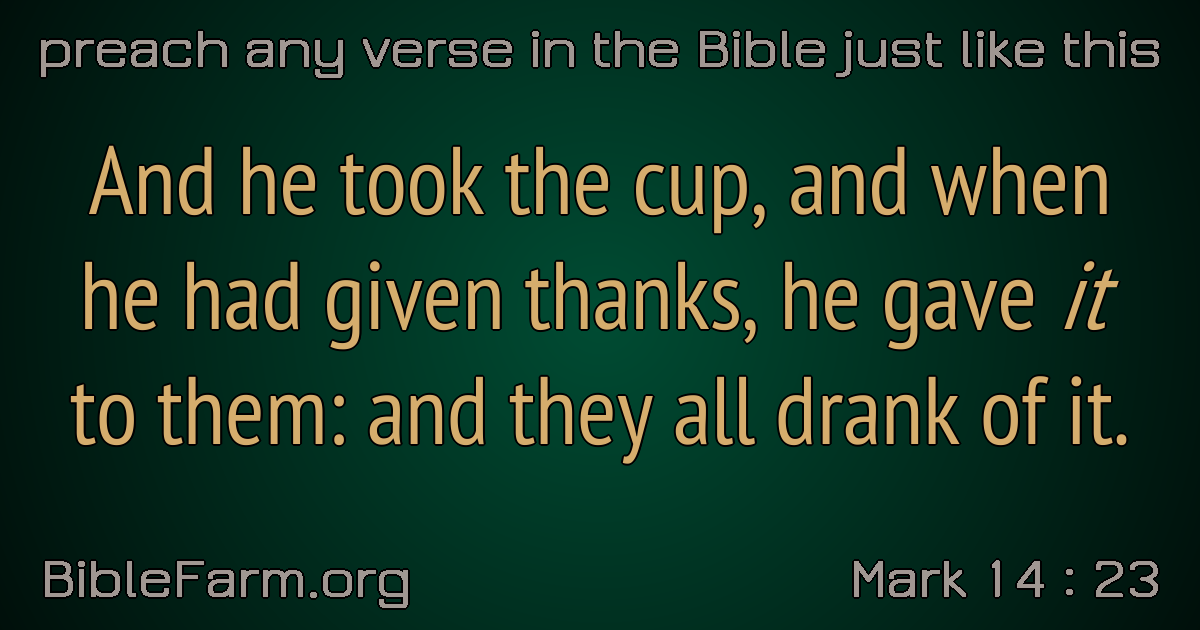 preach any verse in the Bible just like this
And he took the cup, and when
he had given thanks, he gave it
to them: and they all drank of it.
BibleFarm.org
Mark 14 : 23